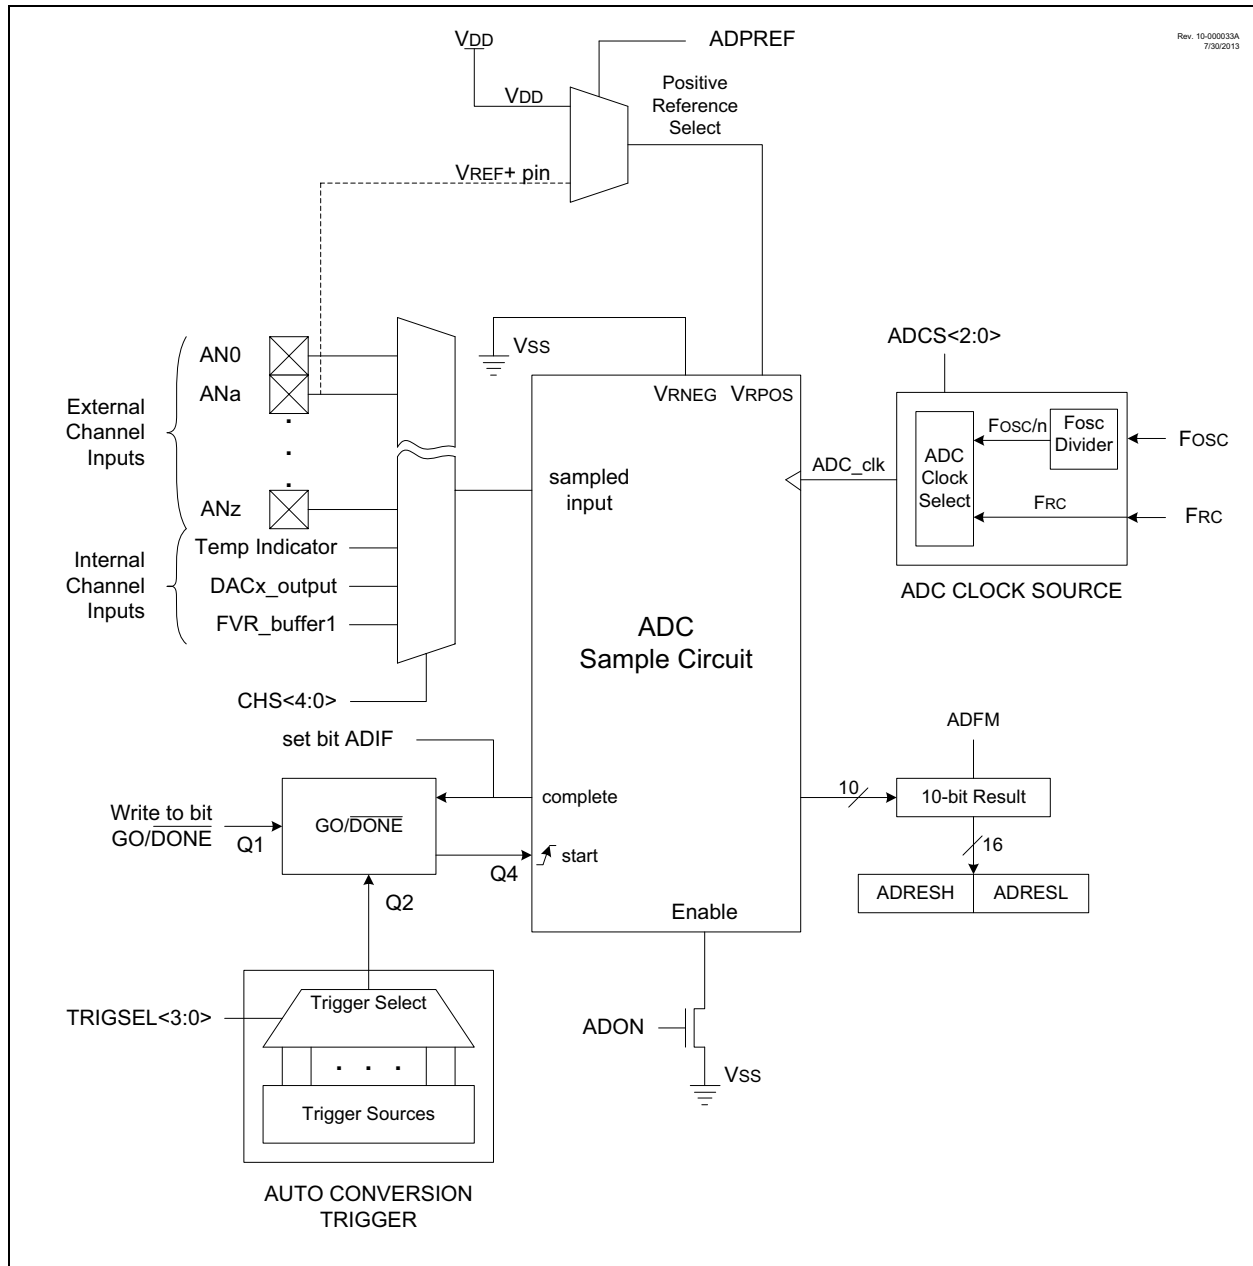 Rev. 10-000033A
7/30/2013
VDD
ADPREF
VDD
Positive
Reference
Select
VREF+ pin
VSS
ADCS<2:0>
AN0
ANa
External
Channel
Inputs
VRNEG
VRPOS
FOSC/n
Fosc
Divider
FOSC
ADC
Clock
Select
ADC_clk
sampled
input
ANz
FRC
FRC
Temp Indicator
Internal
Channel
Inputs
DACx_output
FVR_buffer1
ADC CLOCK SOURCE
ADC
Sample Circuit
CHS<4:0>
set bit ADIF
ADFM
complete
10
10-bit Result
Write to bit
GO/DONE
Q1
GO/DONE
Q4
start
16
ADRESH
ADRESL
Q2
Enable
TRIGSEL<3:0>
Trigger Select
. . .
Trigger Sources
ADON
VSS
AUTO CONVERSION
TRIGGER